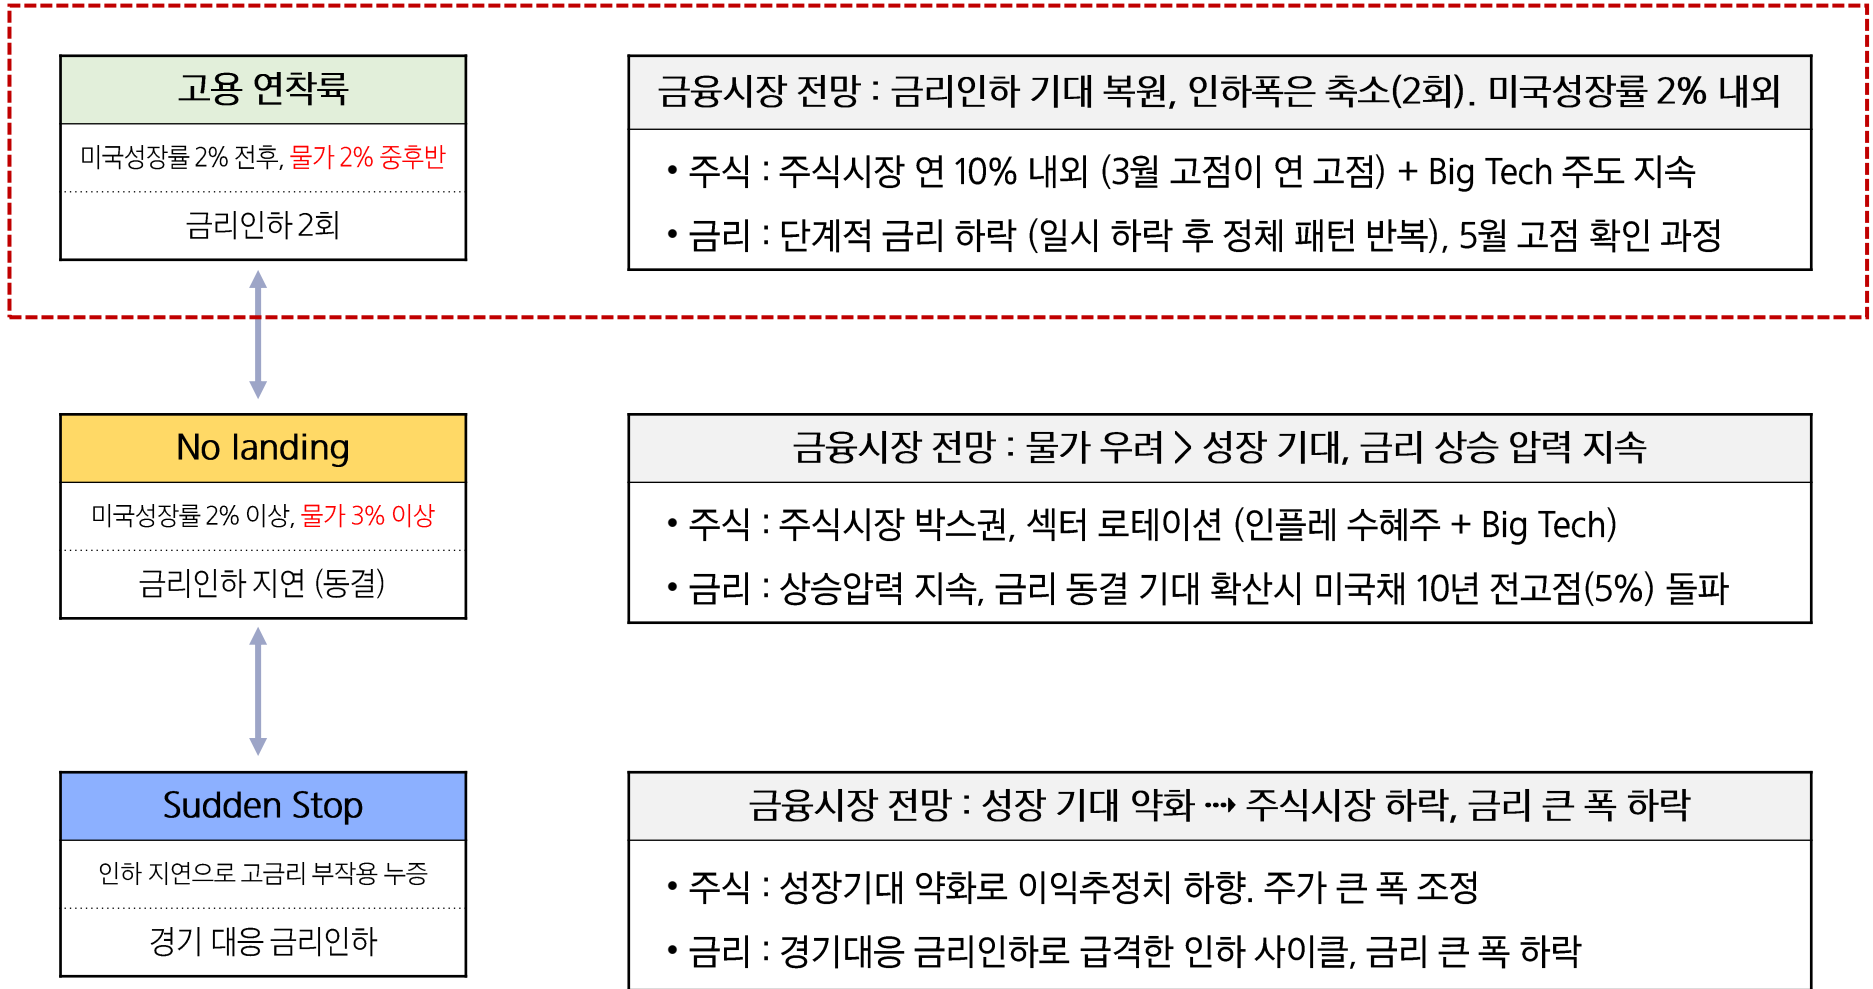 고용 연착륙
미국성장률 2% 전후, 물가 2% 중후반
금리인하 2회
금융시장 전망 : 금리인하 기대 복원, 인하폭은 축소(2회). 미국성장률 2% 내외
• 주식 : 주식시장 연 10% 내외 (3월 고점이 연 고점) + Big Tech 주도 지속
• 금리 : 단계적 금리 하락 (일시 하락 후 정체 패턴 반복), 5월 고점 확인 과정
No landing
미국성장률 2% 이상, 물가 3% 이상
금리인하 지연 (동결)
금융시장 전망 : 물가 우려 > 성장 기대, 금리 상승 압력 지속
• 주식 : 주식시장 박스권, 섹터 로테이션 (인플레 수혜주 + Big Tech)
• 금리 : 상승압력 지속, 금리 동결 기대 확산시 미국채 10년 전고점(5%) 돌파
Sudden Stop
인하 지연으로 고금리 부작용 누증
경기 대응 금리인하
금융시장 전망 : 성장 기대 약화 ⇢ 주식시장 하락, 금리 큰 폭 하락
• 주식 : 성장기대 약화로 이익추정치 하향. 주가 큰 폭 조정
• 금리 : 경기대응 금리인하로 급격한 인하 사이클, 금리 큰 폭 하락